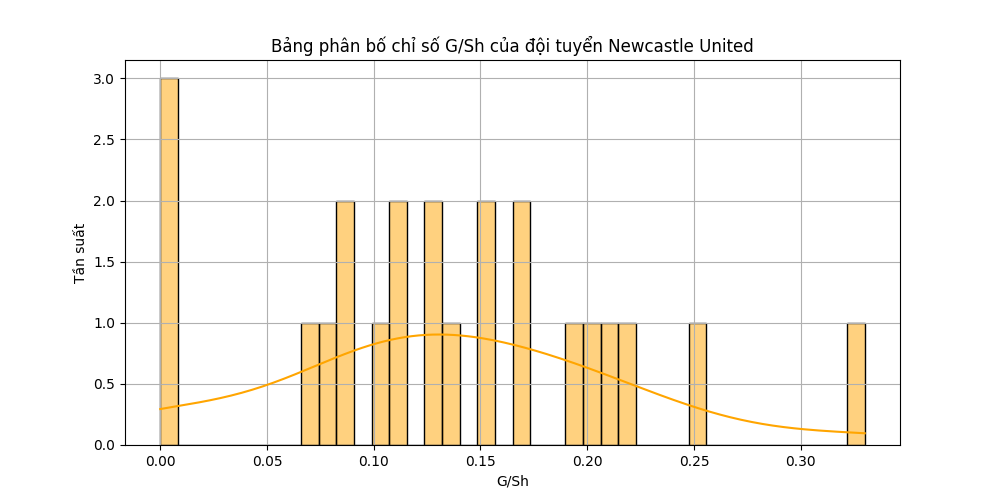 Bảng phân bố chỉ số G/Sh của đội tuyển Newcastle United
3.0
2.5
2.0
1.5
1.0
0.5
0.0
Tần suất
0.00 0.05 0.10 0.15 0.20 0.25 0.30
G/Sh